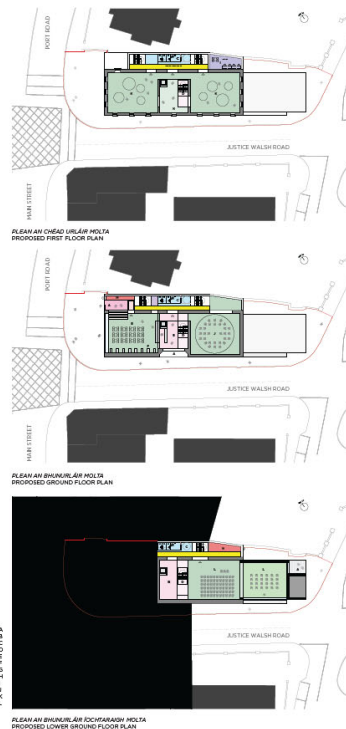 PORT ROAD
JUSTICE WALSH ROAD
MAIN STREET
PLEAN AN CHÉAD URLÁIR MOLTA
PROPOSED FIRST FLOOR PLAN
PORT ROAD
JUSTICE WALSH ROAD
MAIN STREET
PLEAN AN BHUNURLÁIR MOLTA
PROPOSED GROUND FLOOR PLAN
JUSTICE WALSH ROAD
PLEAN AN BHUNURLÁIR ÍOCHTARAIGH MOLTA
PROPOSED LOWER GROUND FLOOR PLAN